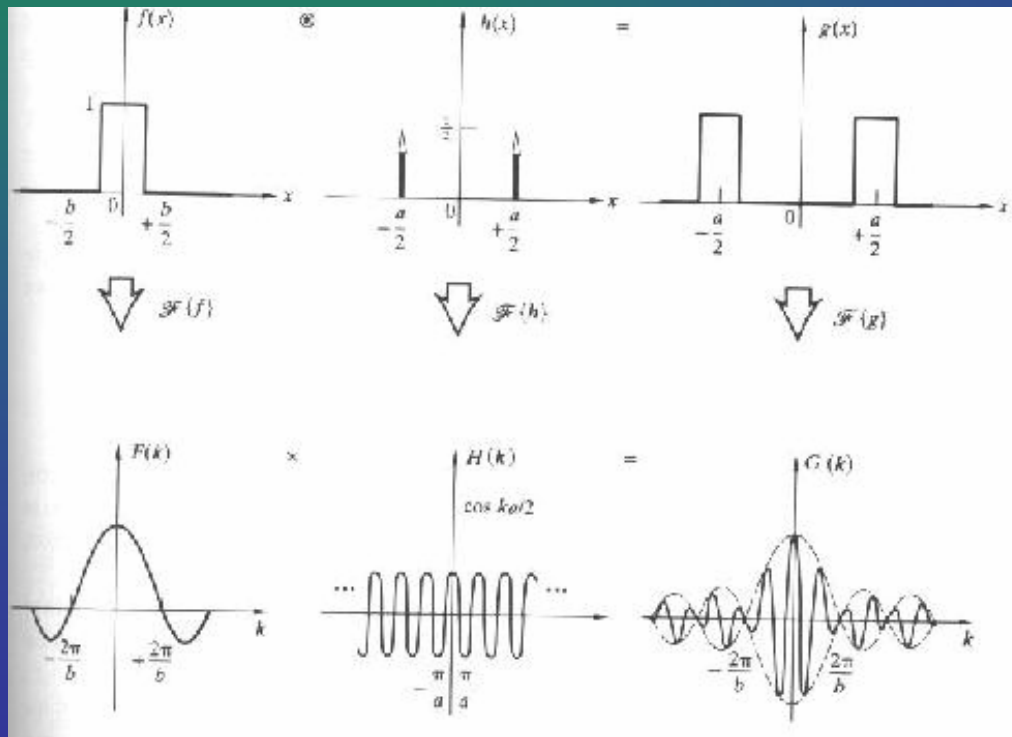 f(x) ⊛ h(x) = g(x)
1 1/2
0 x 0 x 0 x
-b/2 +b/2 -a/2 +a/2 -a/2 +a/2
ℱ{f} ℱ{h} ℱ{g}
F(k) × H(k) = G(k)
cos ka/2
... ...
k k
-2π/b +2π/b -π/a π/a -2π/b 2π/b